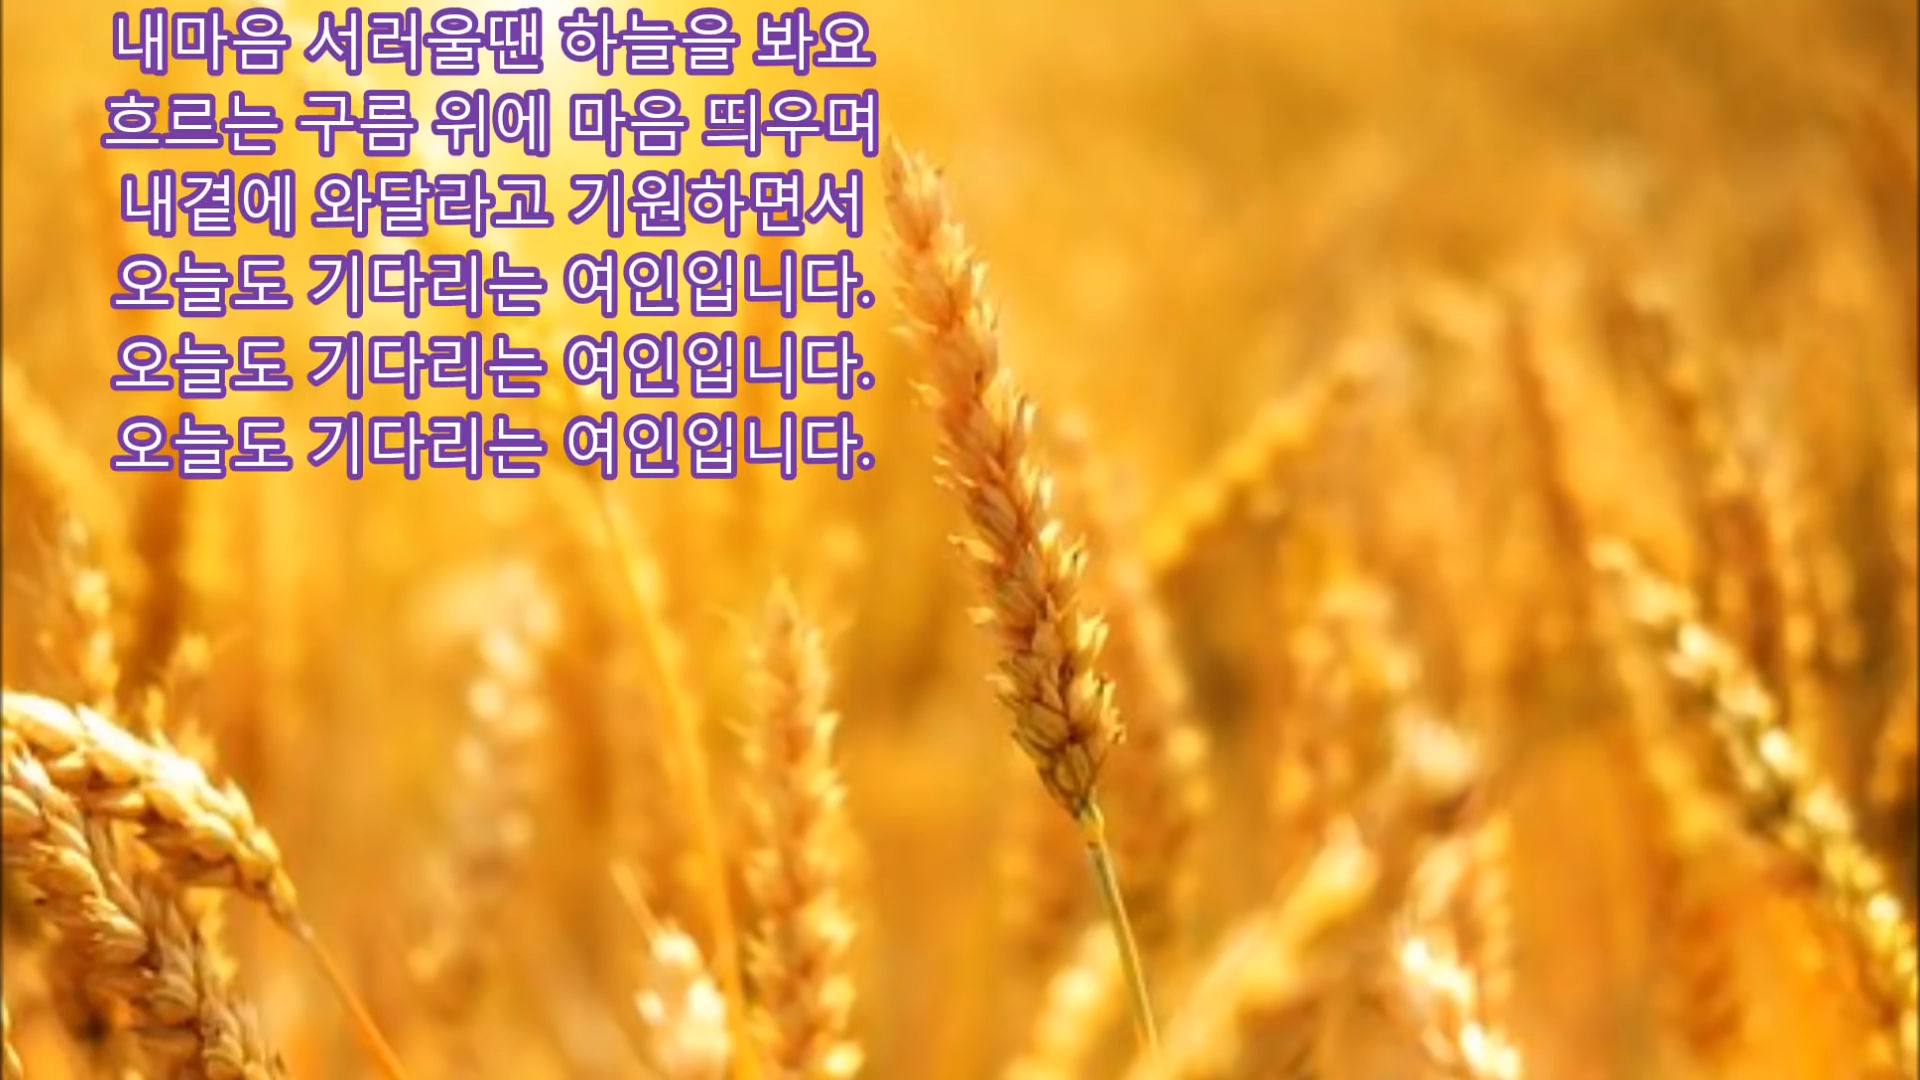 내마음 서러울땐 하늘을 봐요
흐르는 구름 위에 마음 띄우며
내곁에 와달라고 기원하면서
오늘도 기다리는 여인입니다.
오늘도 기다리는 여인입니다.
오늘도 기다리는 여인입니다.